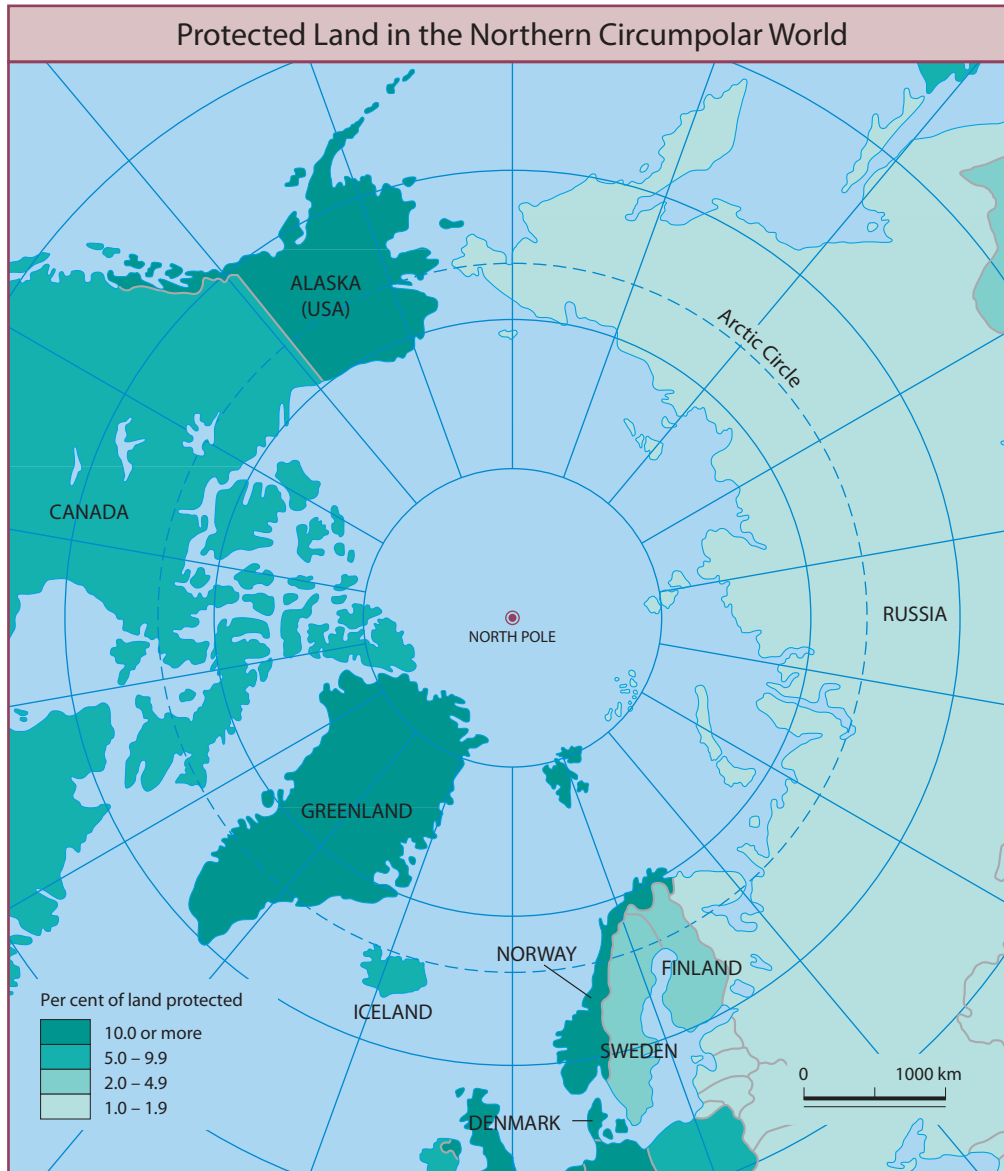 Protected Land in the Northern Circumpolar World
ALASKA
(USA)
Arctic Circle
CANADA
RUSSIA
NORTH POLE
GREENLAND
NORWAY
FINLAND
ICELAND
SWEDEN
DENMARK
Per cent of land protected
10.0 or more
5.0 – 9.9
2.0 – 4.9
1.0 – 1.9
0 1000 km